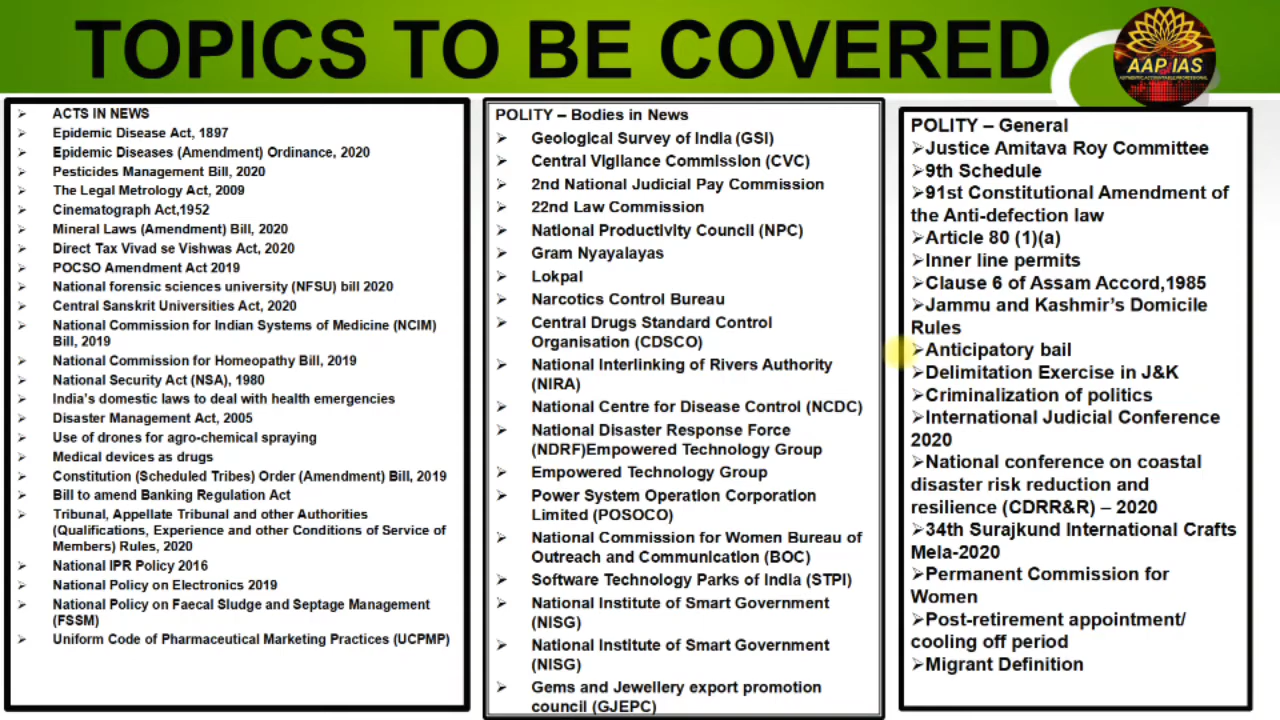 TOPICS TO BE COVERED
AAP IAS
ACTS IN NEWS
Epidemic Disease Act, 1897
Epidemic Diseases (Amendment) Ordinance, 2020
Pesticides Management Bill, 2020
The Legal Metrology Act, 2009
Cinematograph Act,1952
Mineral Laws (Amendment) Bill, 2020
Direct Tax Vivad se Vishwas Act, 2020
POCSO Amendment Act 2019
National forensic sciences university (NFSU) bill 2020
Central Sanskrit Universities Act, 2020
National Commission for Indian Systems of Medicine (NCIM)
Bill, 2019
National Commission for Homeopathy Bill, 2019
National Security Act (NSA), 1980
India's domestic laws to deal with health emergencies
Disaster Management Act, 2005
Use of drones for agro-chemical spraying
Medical devices as drugs
Constitution (Scheduled Tribes) Order (Amendment) Bill, 2019
Bill to amend Banking Regulation Act
Tribunal, Appellate Tribunal and other Authorities
(Qualifications, Experience and other Conditions of Service of
Members) Rules, 2020
National IPR Policy 2016
National Policy on Electronics 2019
National Policy on Faecal Sludge and Septage Management
(FSSM)
Uniform Code of Pharmaceutical Marketing Practices (UCPMP)
POLITY – Bodies in News
Geological Survey of India (GSI)
Central Vigilance Commission (CVC)
2nd National Judicial Pay Commission
22nd Law Commission
National Productivity Council (NPC)
Gram Nyayalayas
Lokpal
Narcotics Control Bureau
Central Drugs Standard Control
Organisation (CDSCO)
National Interlinking of Rivers Authority
(NIRA)
National Centre for Disease Control (NCDC)
National Disaster Response Force
(NDRF)Empowered Technology Group
Empowered Technology Group
Power System Operation Corporation
Limited (POSOCO)
National Commission for Women Bureau of
Outreach and Communication (BOC)
Software Technology Parks of India (STPI)
National Institute of Smart Government
(NISG)
National Institute of Smart Government
(NISG)
Gems and Jewellery export promotion
council (GJEPC)
POLITY – General
Justice Amitava Roy Committee
9th Schedule
91st Constitutional Amendment of
the Anti-defection law
Article 80 (1)(a)
Inner line permits
Clause 6 of Assam Accord,1985
Jammu and Kashmir's Domicile
Rules
Anticipatory bail
Delimitation Exercise in J&K
Criminalization of politics
International Judicial Conference
2020
National conference on coastal
disaster risk reduction and
resilience (CDRR&R) – 2020
34th Surajkund International Crafts
Mela-2020
Permanent Commission for
Women
Post-retirement appointment/
cooling off period
Migrant Definition